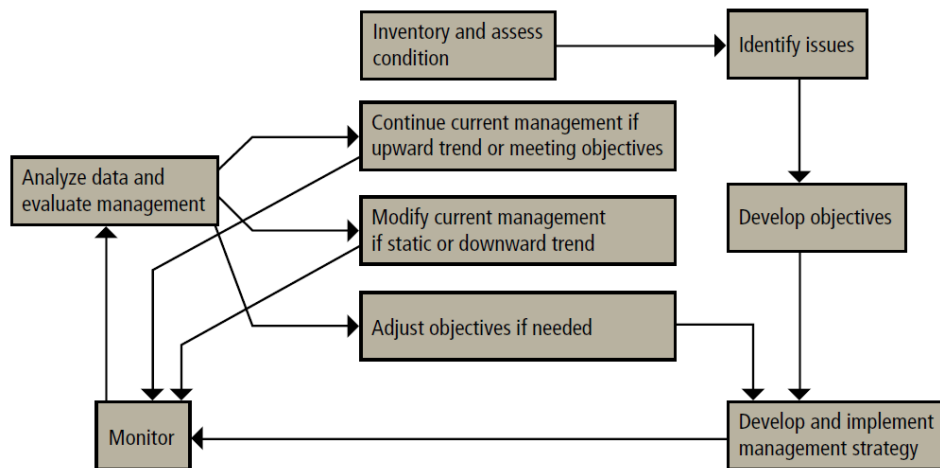 Inventory and assess
condition
Identify issues
Continue current management if
upward trend or meeting objectives
Analyze data and
evaluate management
Modify current management
if static or downward trend
Develop objectives
Adjust objectives if needed
Monitor
Develop and implement
management strategy